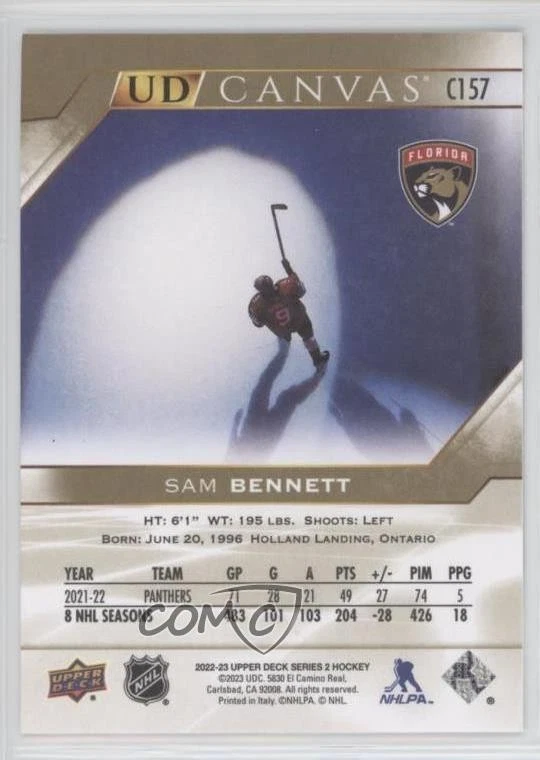 UD CANVAS® C157
FLORIDA
9
SAM BENNETT
HT: 6'1" WT: 195 LBS. SHOOTS: LEFT
BORN: JUNE 20, 1996 HOLLAND LANDING, ONTARIO
YEAR TEAM GP G A PTS +/- PIM PPG
2021-22 PANTHERS 71 28 21 49 27 74 5
8 NHL SEASONS 483 101 103 204 -28 426 18
COMC
2022-23 UPPER DECK SERIES 2 HOCKEY
©2023 UDC. 5830 El Camino Real,
Carlsbad, CA 92008. All rights reserved.
Printed in Italy. ©NHLPA. © NHL.
UPPER DECK
NHL ®
NHLPA™
®